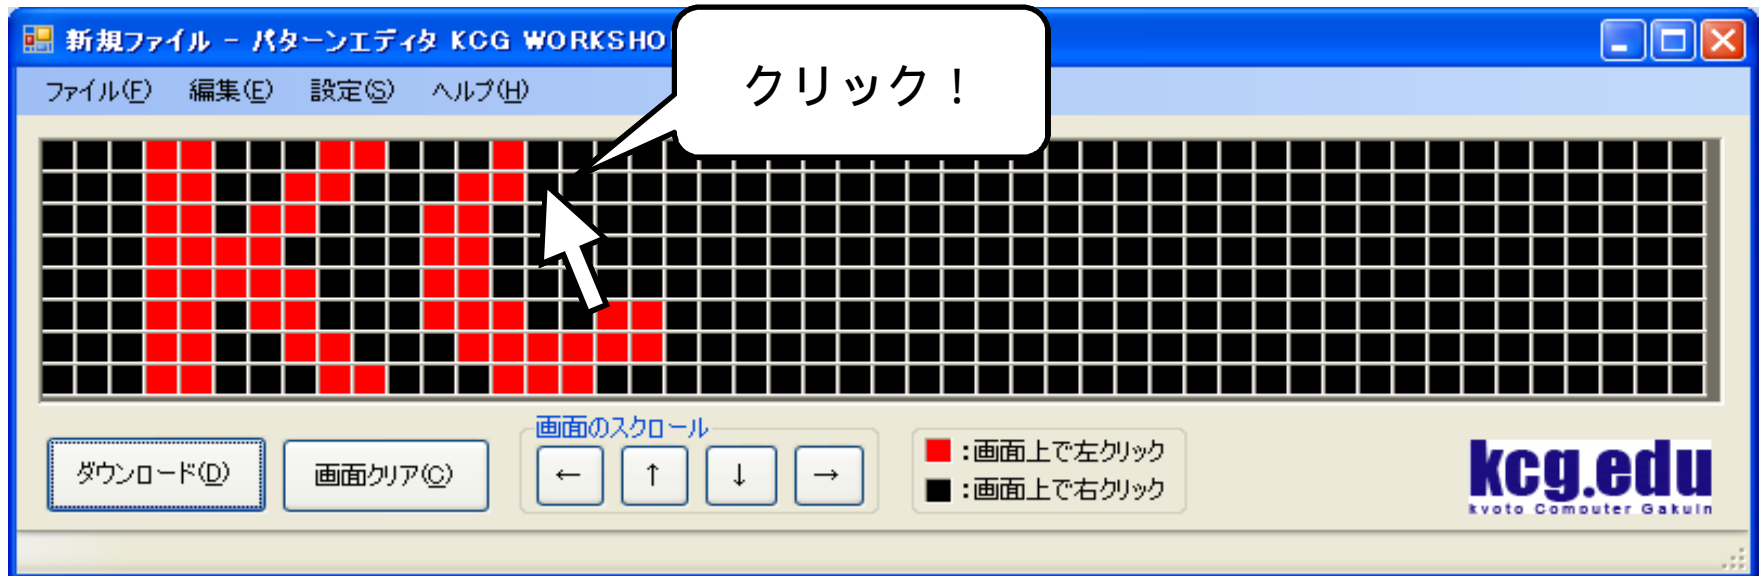 新規ファイル - パターンエディタ KCG WORKSHO
クリック！
ファイル(F) 編集(E) 設定(S) ヘルプ(H)
画面のスクロール
ダウンロード(D) 画面クリア(C) ← ↑ ↓ →
:画面上で左クリック
:画面上で右クリック
kcg.edu
kyoto Computer Gakuin